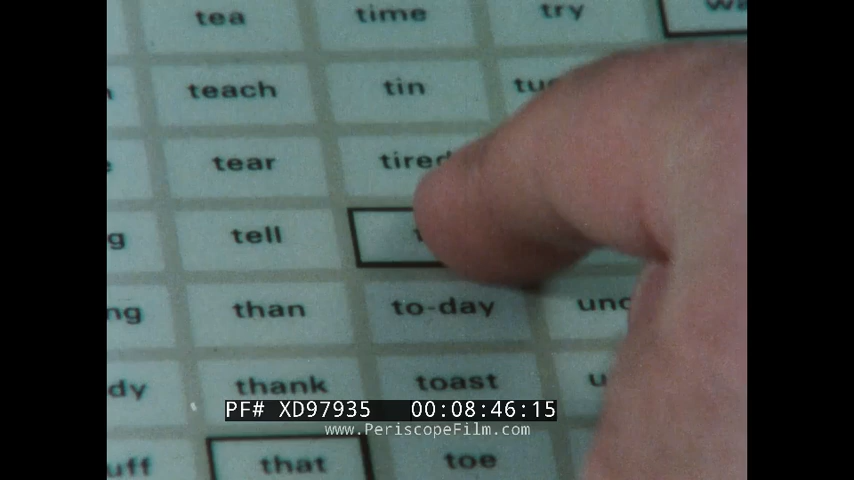 tea time try
teach tin
tear tired
tell
than to-day
thank toast
that toe
PF# XD97935 00:08:46:15
www.PeriscopeFilm.com